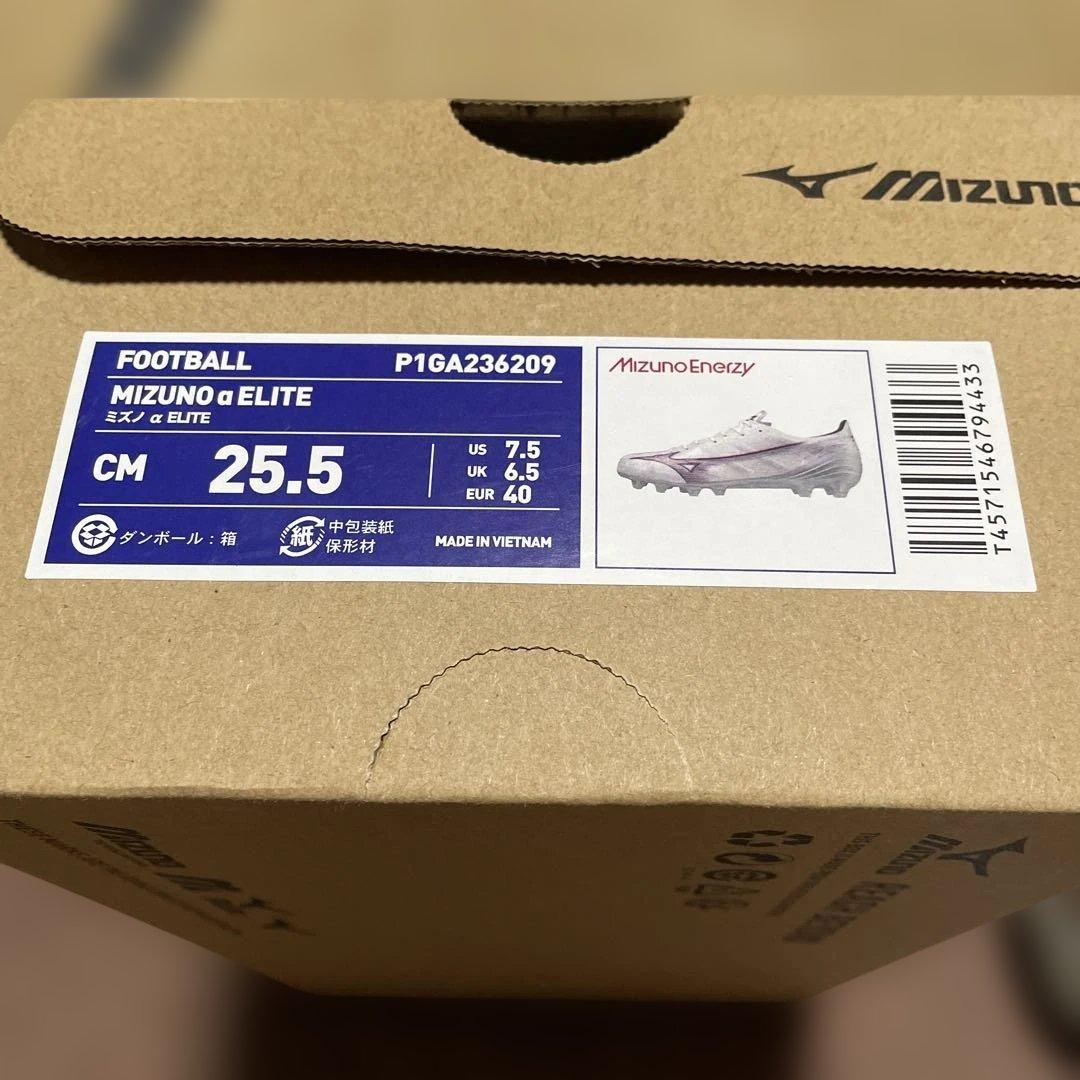 MIZUNO
FOOTBALL P1GA236209
MIZUNO α ELITE
ミズノ α ELITE
CM 25.5
US 7.5
UK 6.5
EUR 40
ダンボール : 箱
紙 中包装紙
保形材
MADE IN VIETNAM
MizunoEnerzy
T4571546794433
MIZUNO
MIZUNO